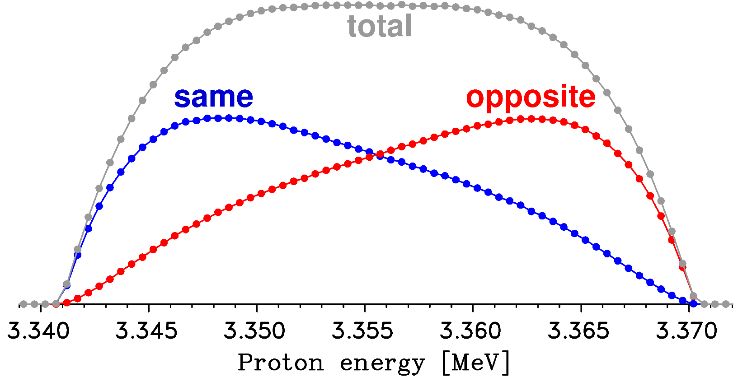 total
same
opposite
3.340 3.345 3.350 3.355 3.360 3.365 3.370
Proton energy [MeV]